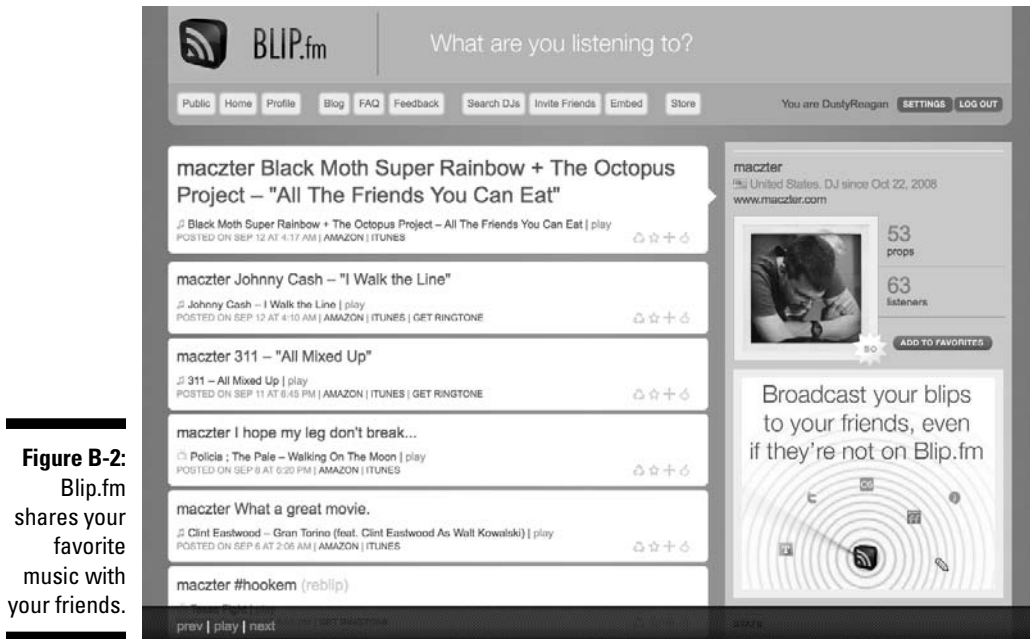 BLIP.fm
What are you listening to?
Public Home Profile Blog FAQ Feedback Search DJs Invite Friends Embed Store
You are DustyReagan SETTINGS LOG OUT
maczter Black Moth Super Rainbow + The Octopus
Project – "All The Friends You Can Eat"
Black Moth Super Rainbow + The Octopus Project – All The Friends You Can Eat | play
POSTED ON SEP 12 AT 4:17 AM | AMAZON | ITUNES
maczter Johnny Cash – "I Walk the Line"
Johnny Cash – I Walk the Line | play
POSTED ON SEP 12 AT 4:10 AM | AMAZON | ITUNES | GET RINGTONE
maczter 311 – "All Mixed Up"
311 – All Mixed Up | play
POSTED ON SEP 11 AT 6:45 PM | AMAZON | ITUNES | GET RINGTONE
maczter I hope my leg don't break...
Policia ; The Pale – Walking On The Moon | play
POSTED ON SEP 8 AT 6:20 PM | AMAZON | ITUNES
maczter What a great movie.
Clint Eastwood – Gran Torino (feat. Clint Eastwood As Walt Kowalski) | play
POSTED ON SEP 6 AT 2:06 AM | AMAZON | ITUNES
maczter #hookem (reblip)
Texas Fight | play
GET RINGTONE
prev | play | next
maczter
United States. DJ since Oct 22, 2008
www.maczter.com
53
props
63
listeners
BO
ADD TO FAVORITES
Broadcast your blips
to your friends, even
if they're not on Blip.fm
STATS
Figure B-2:
Blip.fm
shares your
favorite
music with
your friends.